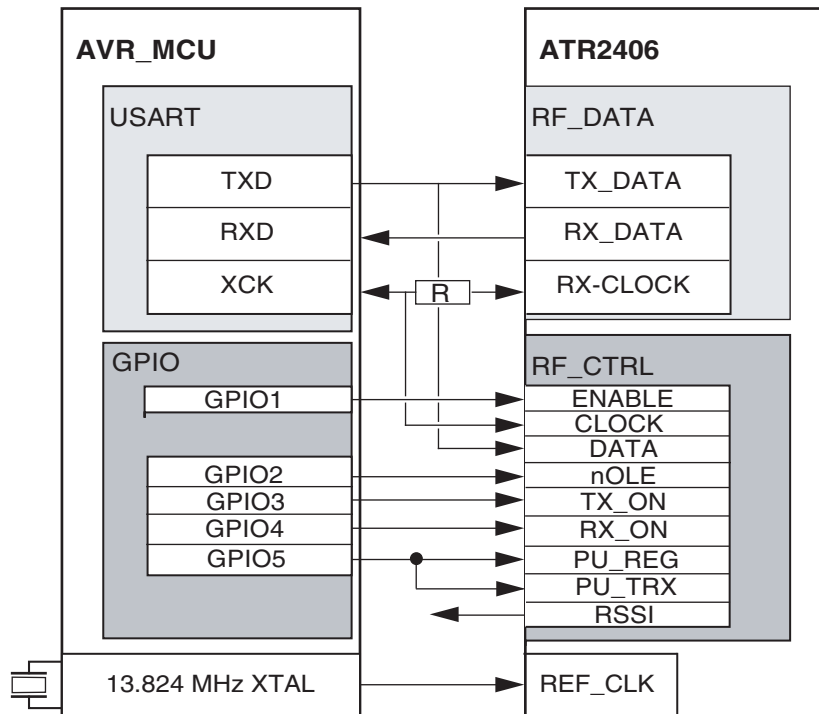 AVR_MCU
USART
TXD
RXD
XCK
GPIO
GPIO1
GPIO2
GPIO3
GPIO4
GPIO5
13.824 MHz XTAL
R
ATR2406
RF_DATA
TX_DATA
RX_DATA
RX-CLOCK
RF_CTRL
ENABLE
CLOCK
DATA
nOLE
TX_ON
RX_ON
PU_REG
PU_TRX
RSSI
REF_CLK